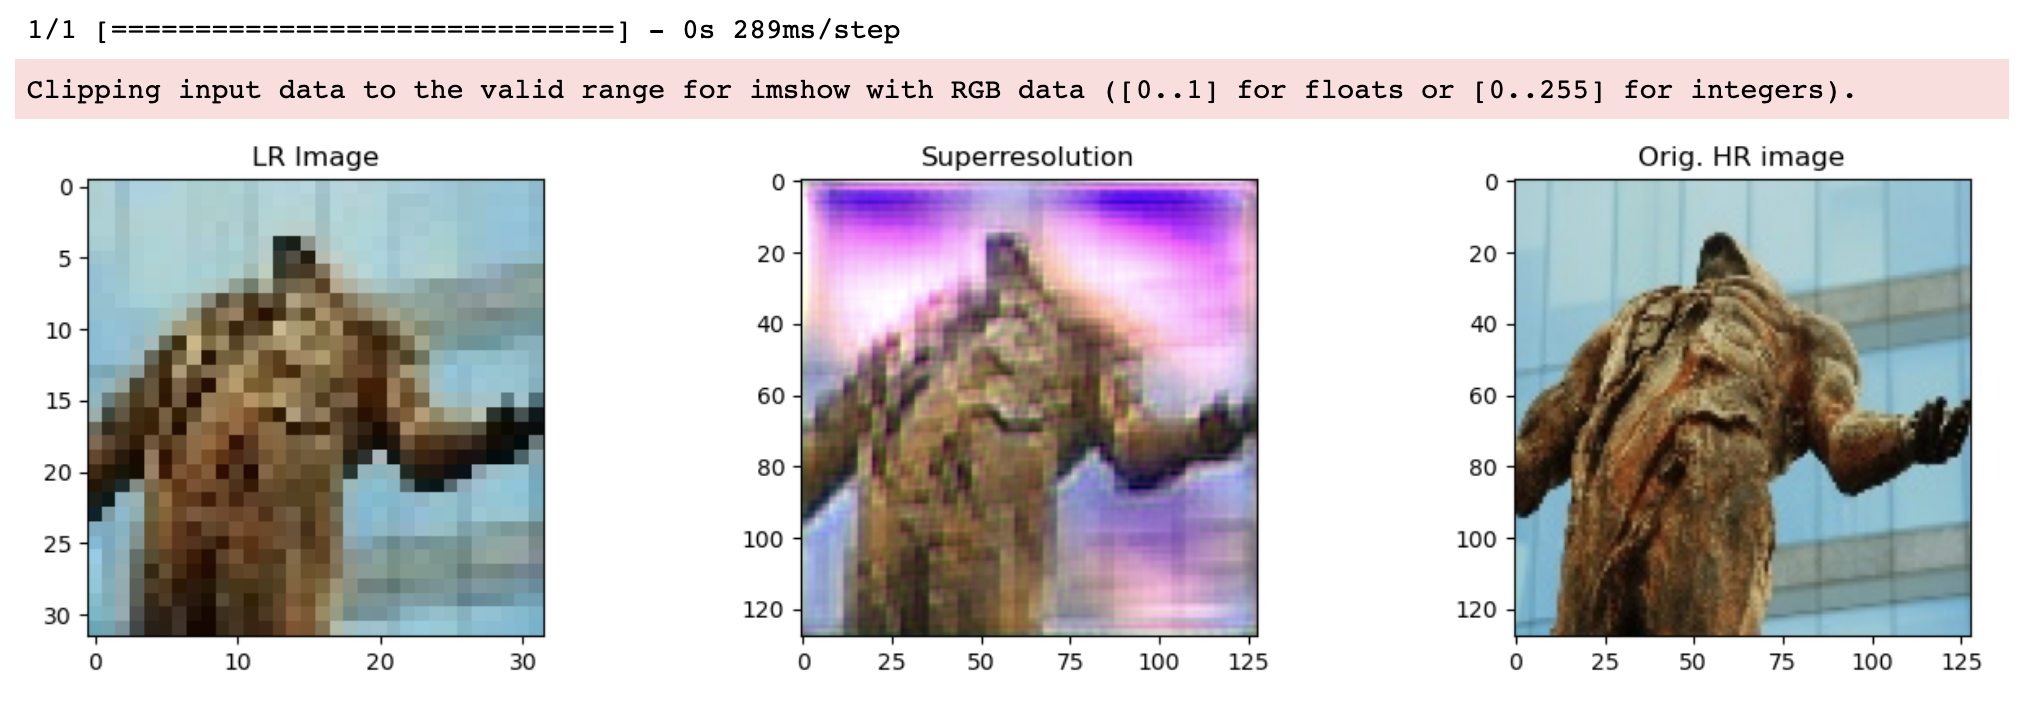 1/1 [==============================] - 0s 289ms/step
Clipping input data to the valid range for imshow with RGB data ([0..1] for floats or [0..255] for integers).
LR Image
0
5
10
15
20
25
30
0 10 20 30
Superresolution
0
20
40
60
80
100
120
0 25 50 75 100 125
Orig. HR image
0
20
40
60
80
100
120
0 25 50 75 100 125